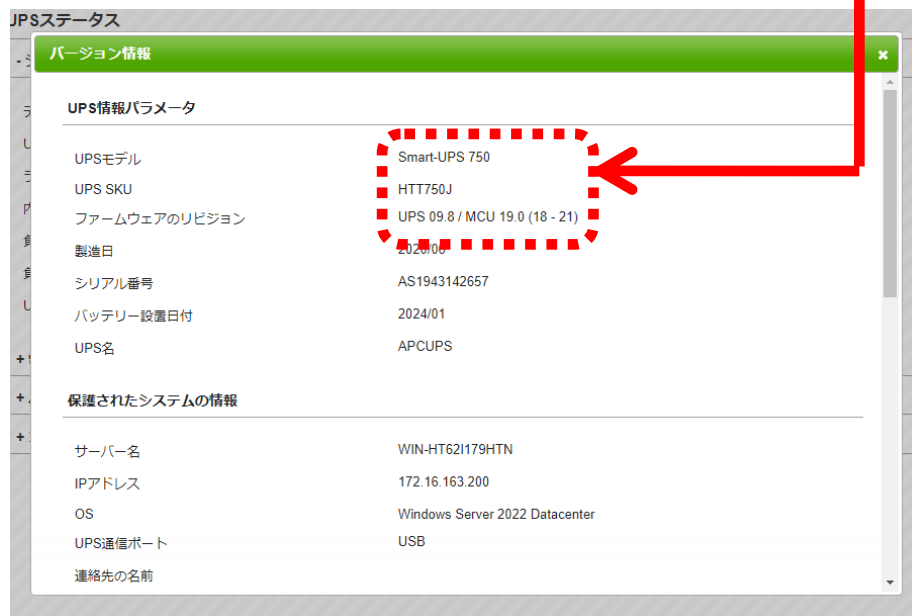 UPSステータス
バージョン情報 ×
UPS情報パラメータ
UPSモデル Smart-UPS 750
UPS SKU HTT750J
ファームウェアのリビジョン UPS 09.8 / MCU 19.0 (18 - 21)
製造日 2020/06
シリアル番号 AS1943142657
バッテリー設置日付 2024/01
UPS名 APCUPS
保護されたシステムの情報
サーバー名 WIN-HT62I179HTN
IPアドレス 172.16.163.200
OS Windows Server 2022 Datacenter
UPS通信ポート USB
連絡先の名前